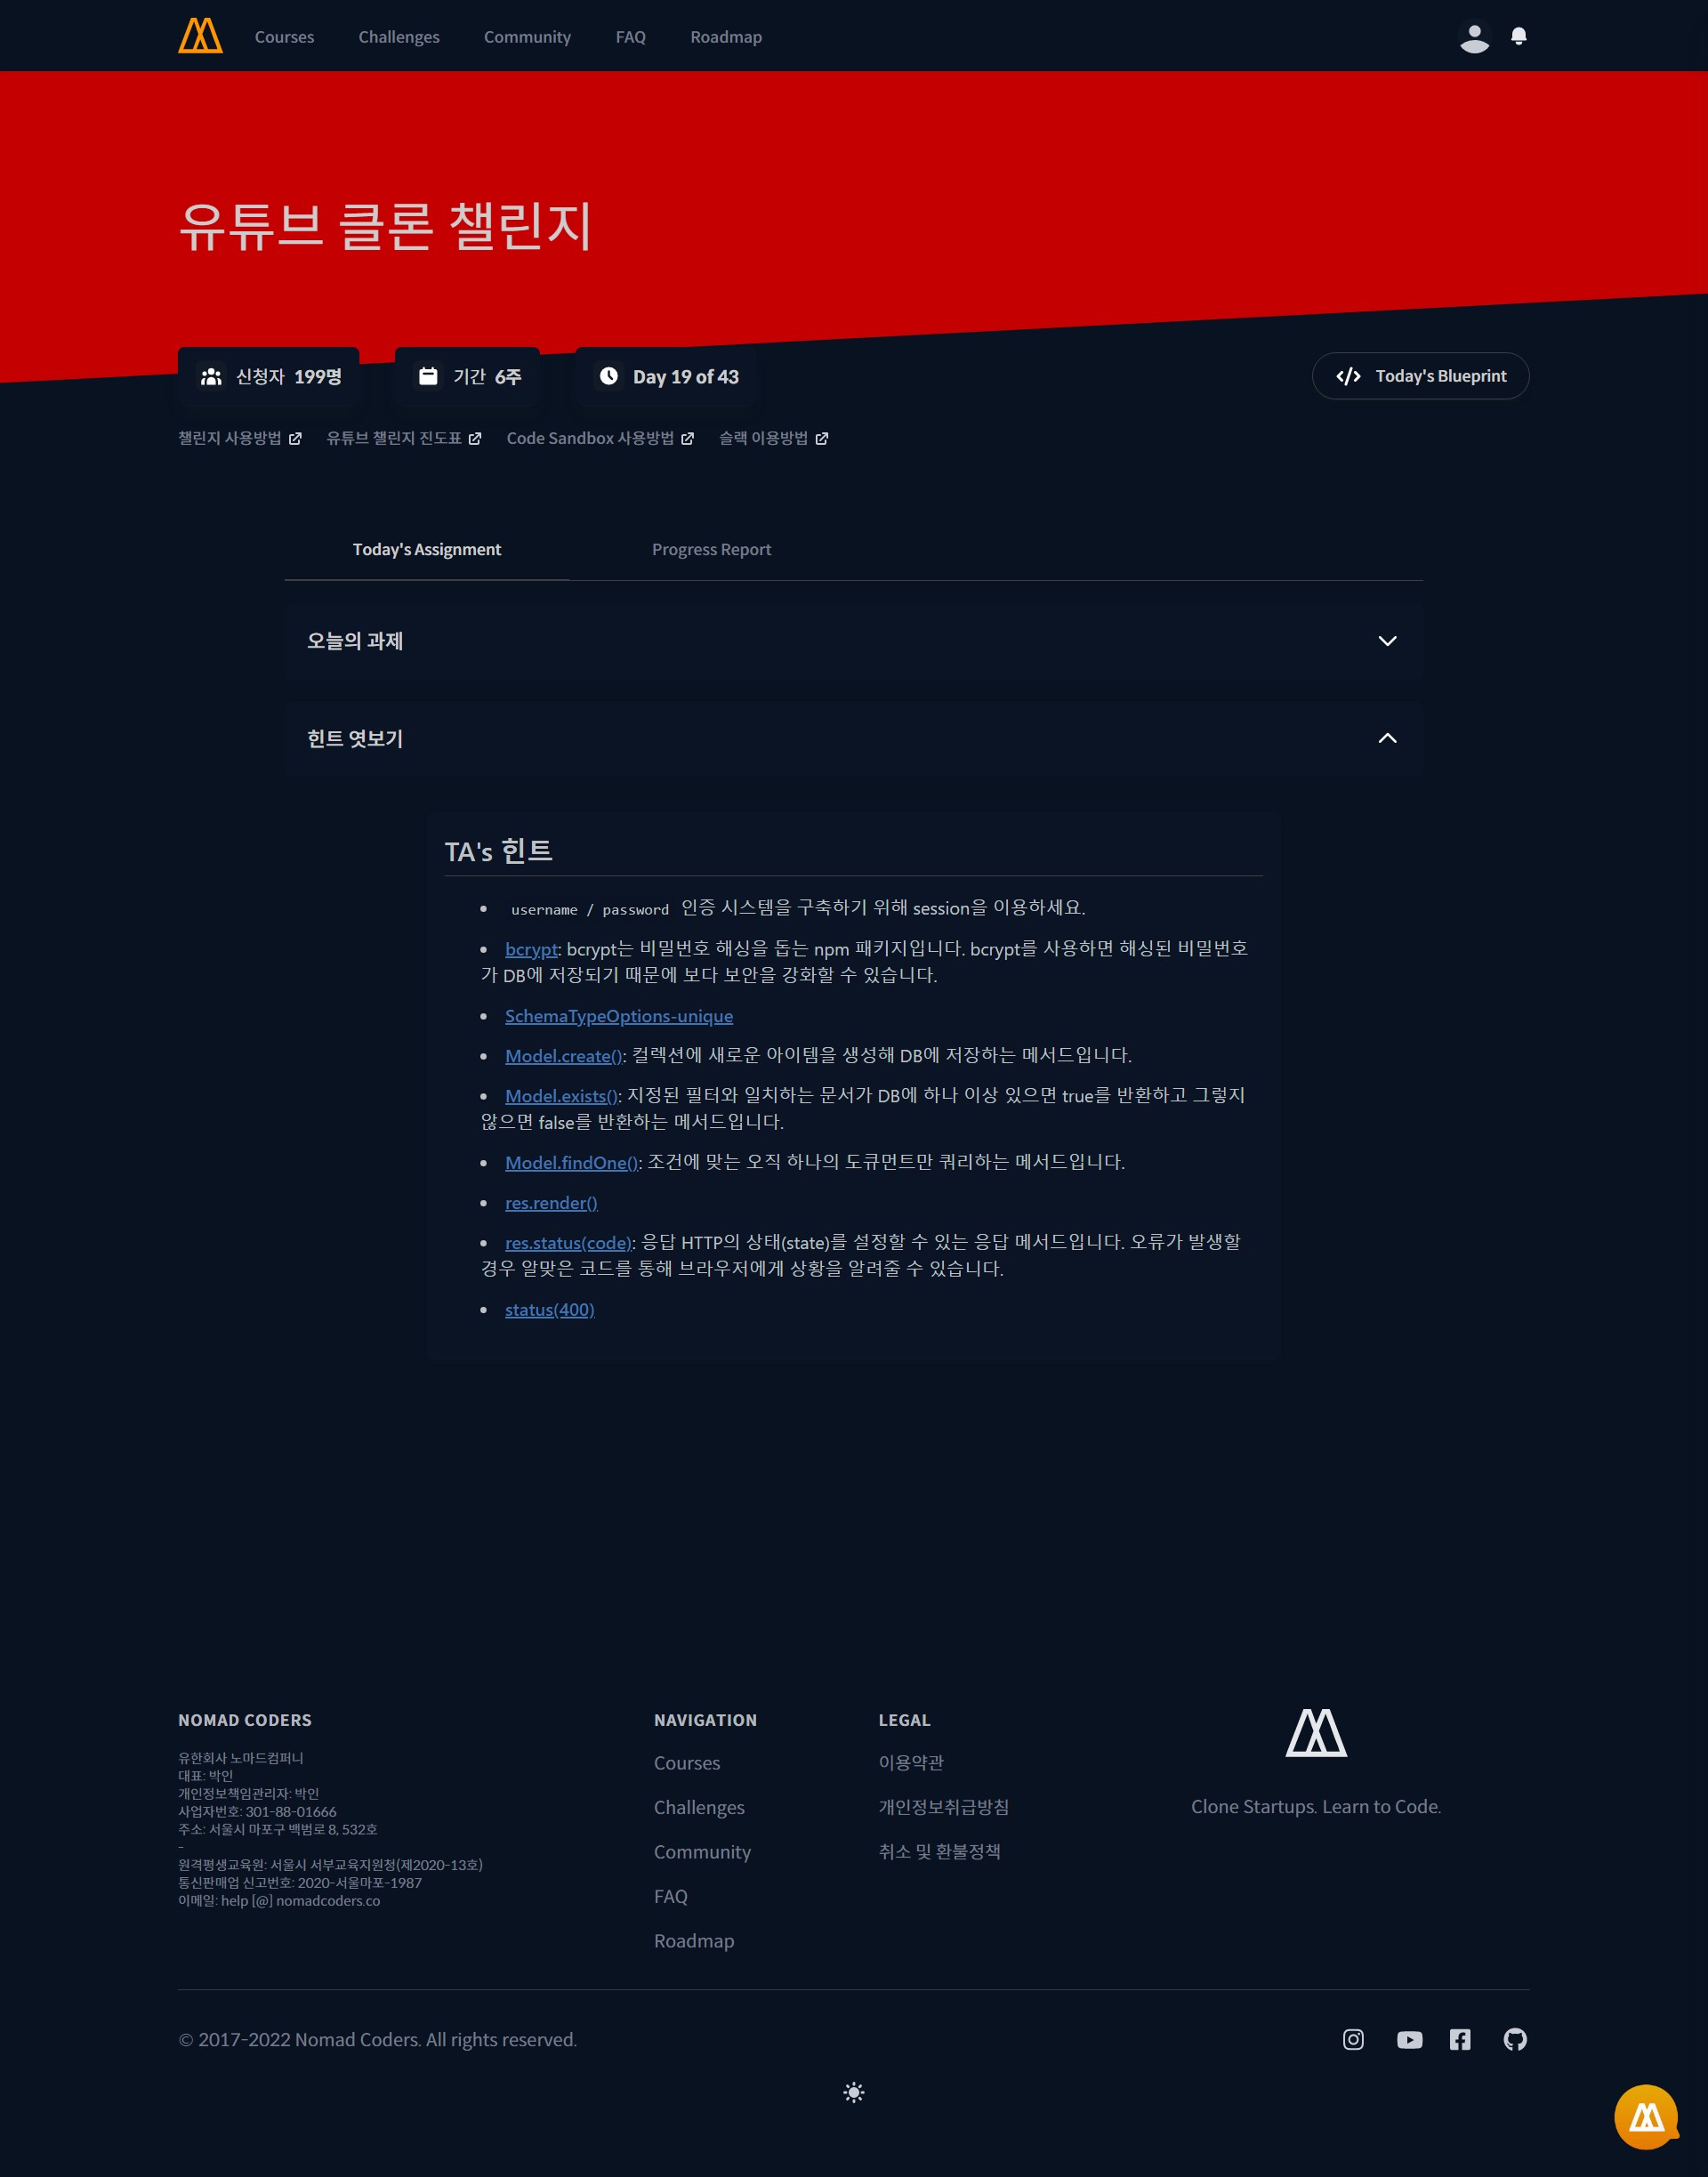 Courses Challenges Community FAQ Roadmap
유튜브 클론 챌린지
신청자 199명 기간 6주 Day 19 of 43 Today's Blueprint
챌린지 사용방법 유튜브 챌린지 진도표 Code Sandbox 사용방법 슬랙 이용방법
Today's Assignment Progress Report
오늘의 과제
힌트 엿보기
TA's 힌트
username / password 인증 시스템을 구축하기 위해 session을 이용하세요.
bcrypt: bcrypt는 비밀번호 해싱을 돕는 npm 패키지입니다. bcrypt를 사용하면 해싱된 비밀번호
가 DB에 저장되기 때문에 보다 보안을 강화할 수 있습니다.
SchemaTypeOptions-unique
Model.create(): 컬렉션에 새로운 아이템을 생성해 DB에 저장하는 메서드입니다.
Model.exists(): 지정된 필터와 일치하는 문서가 DB에 하나 이상 있으면 true를 반환하고 그렇지
않으면 false를 반환하는 메서드입니다.
Model.findOne(): 조건에 맞는 오직 하나의 도큐먼트만 쿼리하는 메서드입니다.
res.render()
res.status(code): 응답 HTTP의 상태(state)를 설정할 수 있는 응답 메서드입니다. 오류가 발생할
경우 알맞은 코드를 통해 브라우저에게 상황을 알려줄 수 있습니다.
status(400)
NOMAD CODERS
유한회사 노마드컴퍼니
대표: 박인
개인정보책임관리자: 박인
사업자번호: 301-88-01666
주소: 서울시 마포구 백범로 8, 532호
-
원격평생교육원: 서울시 서부교육지원청(제2020-13호)
통신판매업 신고번호: 2020-서울마포-1987
이메일: help [@] nomadcoders.co
NAVIGATION
Courses
Challenges
Community
FAQ
Roadmap
LEGAL
이용약관
개인정보취급방침
취소 및 환불정책
Clone Startups. Learn to Code.
© 2017-2022 Nomad Coders. All rights reserved.